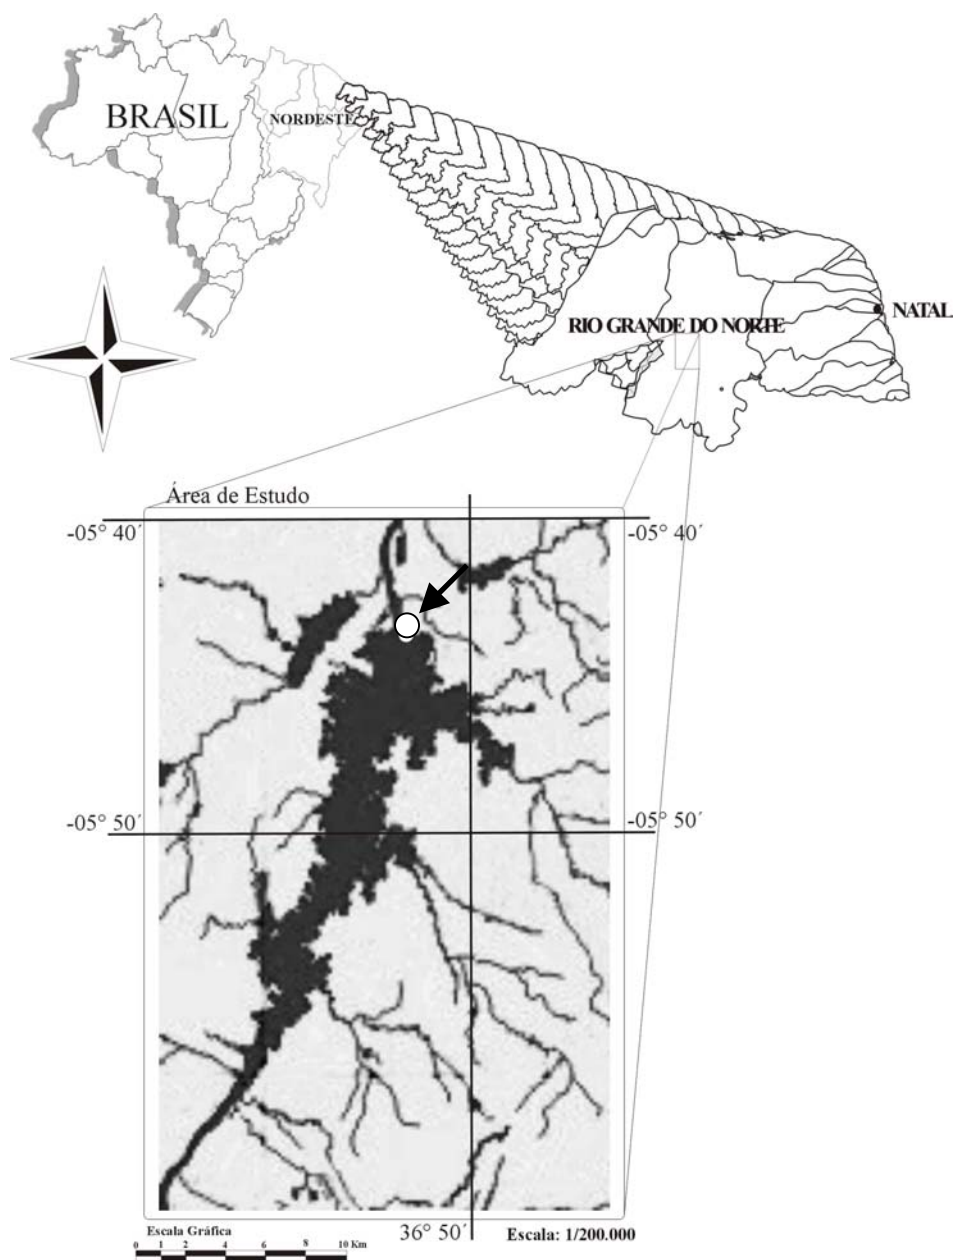 BRASIL
NORDESTE
RIO GRANDE DO NORTE
NATAL
Área de Estudo
-05° 40´
-05° 40´
-05° 50´
-05° 50´
36° 50´
Escala Gráfica
0 1 2 4 6 8 10 Km
Escala: 1/200.000